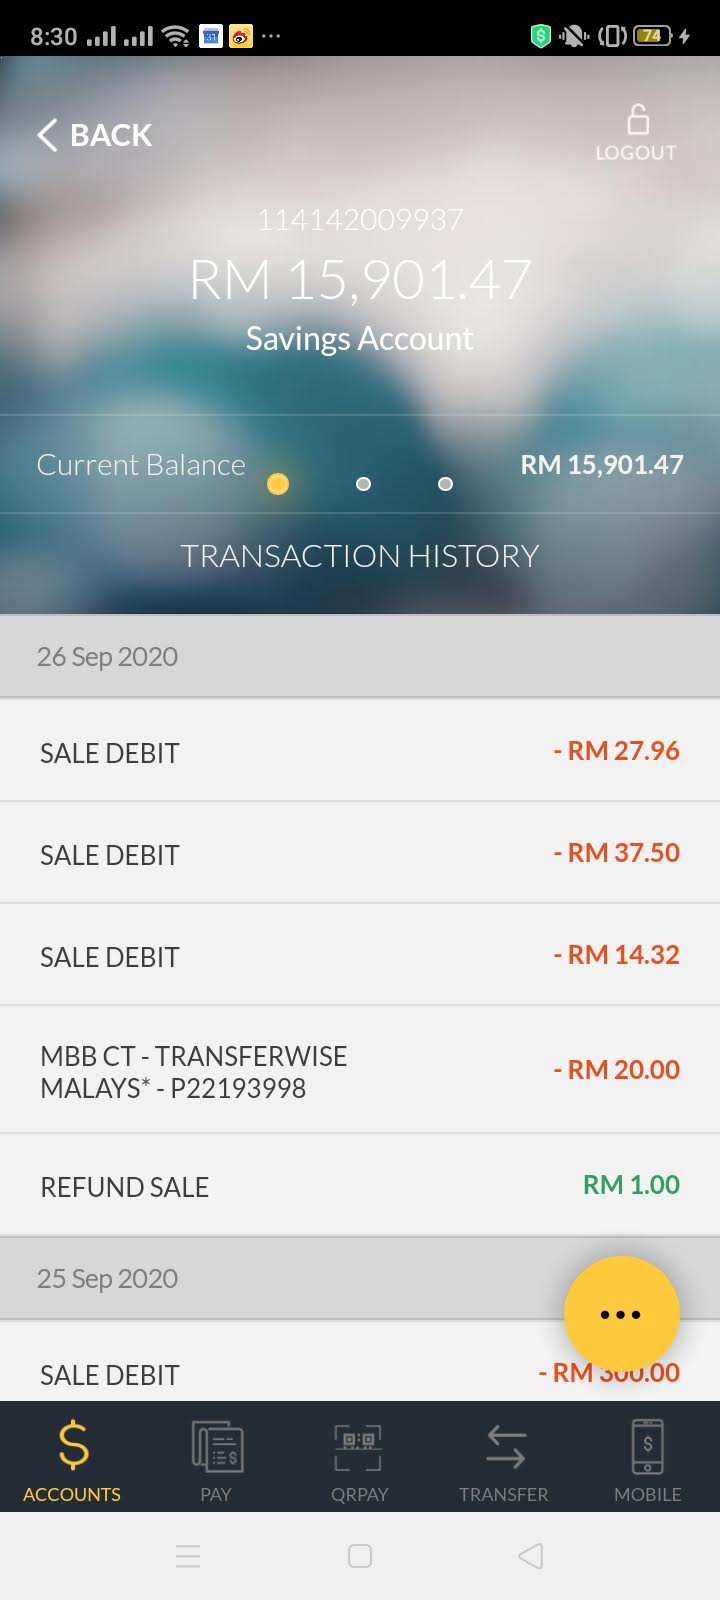 8:30
74
BACK
LOGOUT
114142009937
RM 15,901.47
Savings Account
Current Balance
RM 15,901.47
TRANSACTION HISTORY
26 Sep 2020
SALE DEBIT
- RM 27.96
SALE DEBIT
- RM 37.50
SALE DEBIT
- RM 14.32
MBB CT - TRANSFERWISE
MALAYS* - P22193998
- RM 20.00
REFUND SALE
RM 1.00
25 Sep 2020
SALE DEBIT
- RM 300.00
ACCOUNTS
PAY
QRPAY
TRANSFER
MOBILE